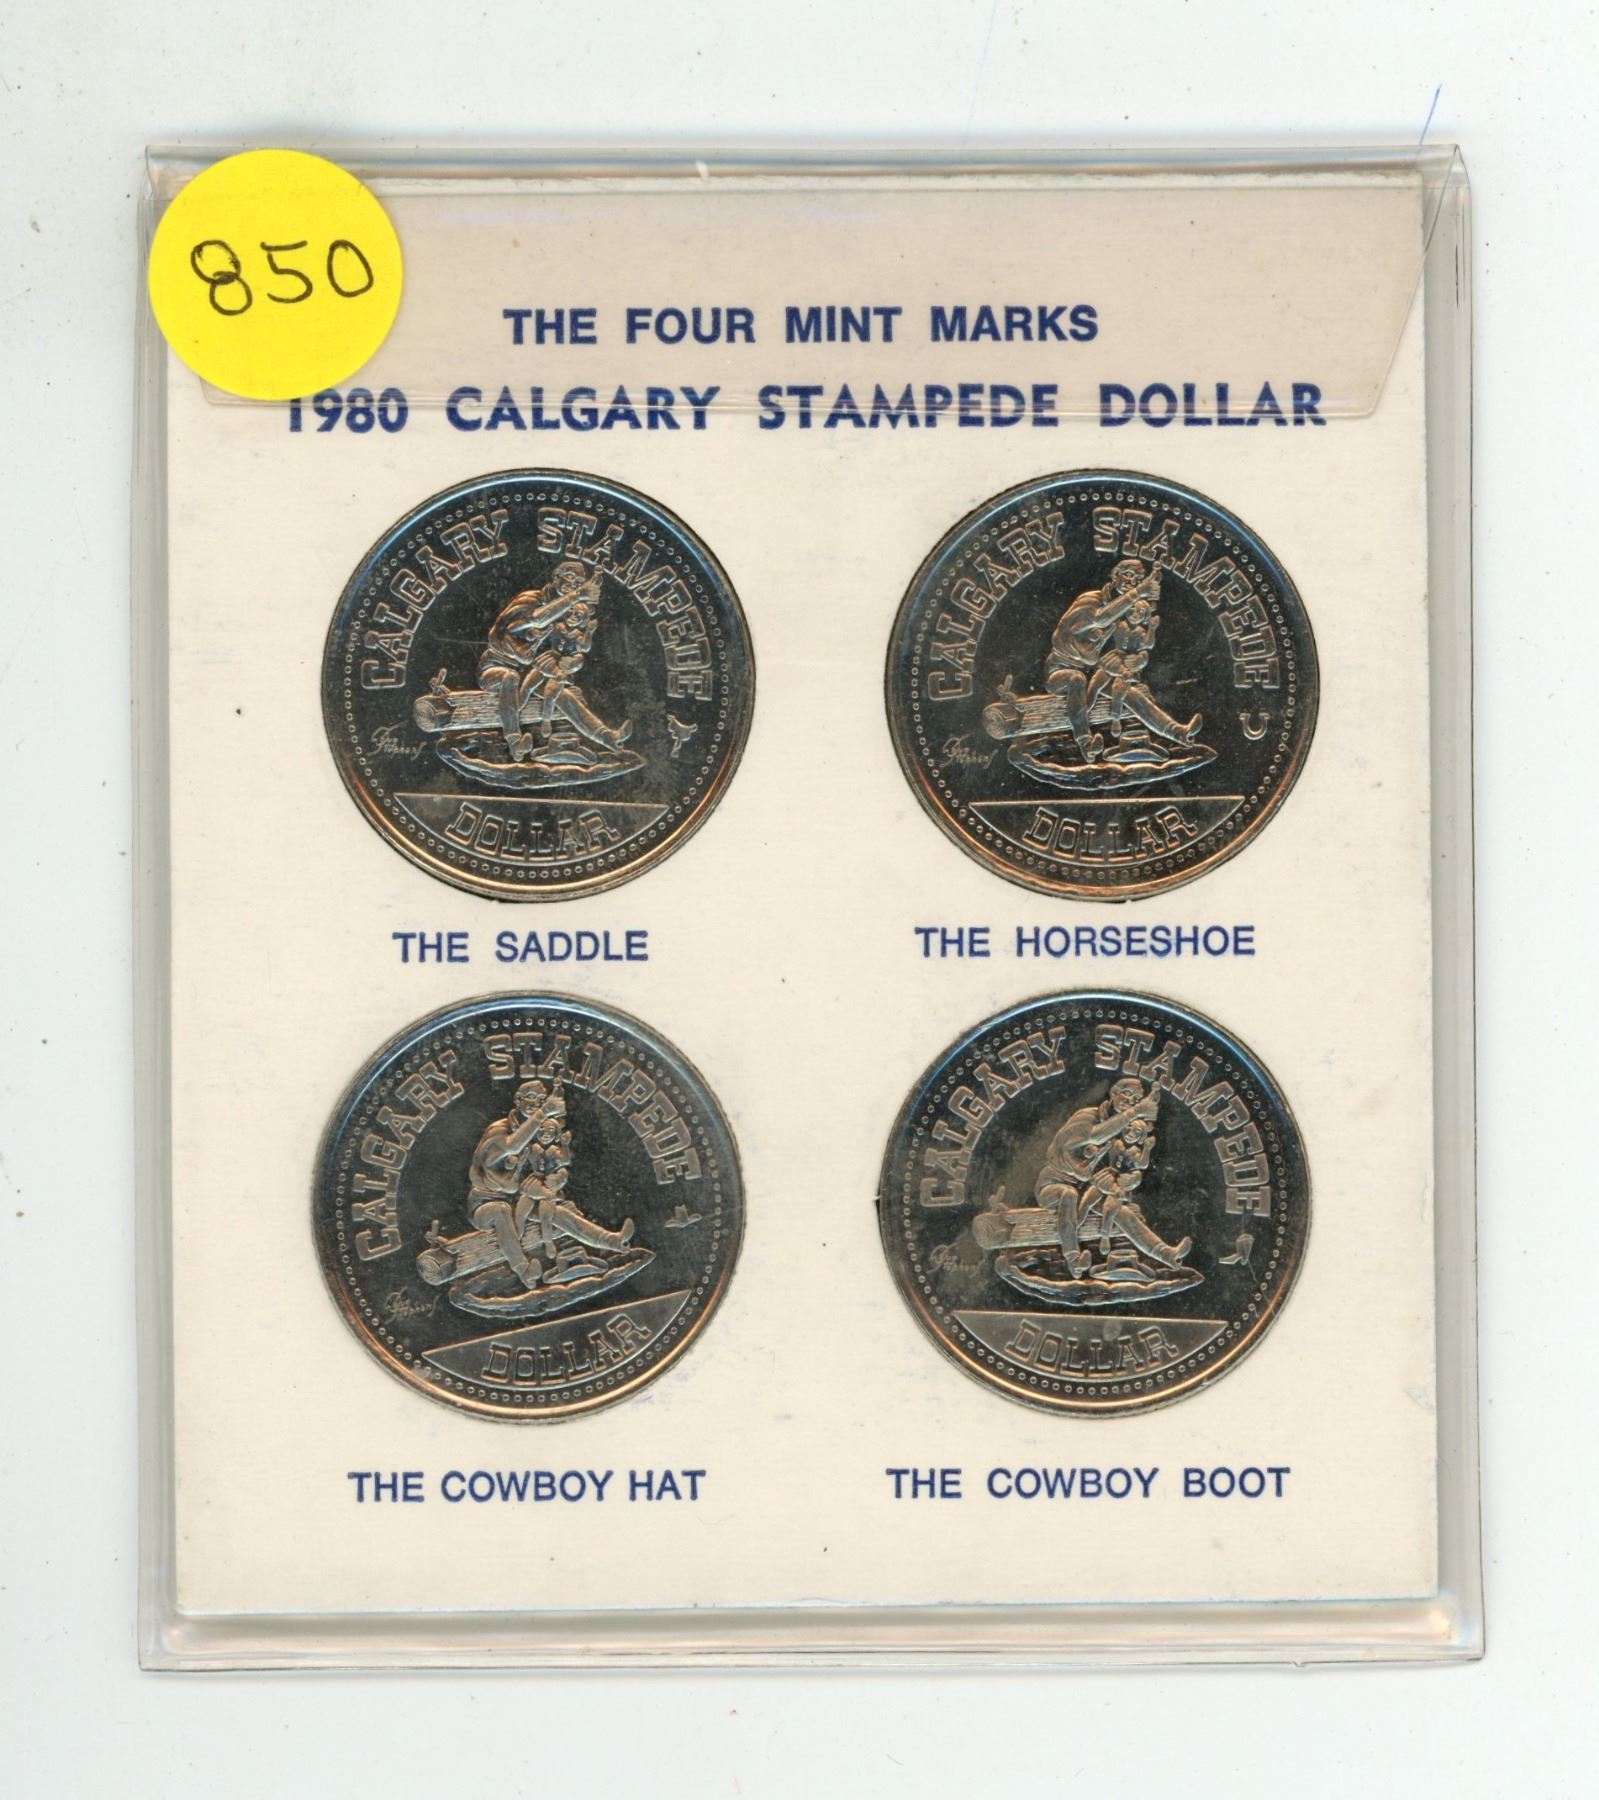 850
THE FOUR MINT MARKS
1980 CALGARY STAMPEDE DOLLAR
CALGARY STAMPEDE
DOLLAR
CALGARY STAMPEDE
DOLLAR
THE SADDLE
THE HORSESHOE
CALGARY STAMPEDE
DOLLAR
CALGARY STAMPEDE
DOLLAR
THE COWBOY HAT
THE COWBOY BOOT